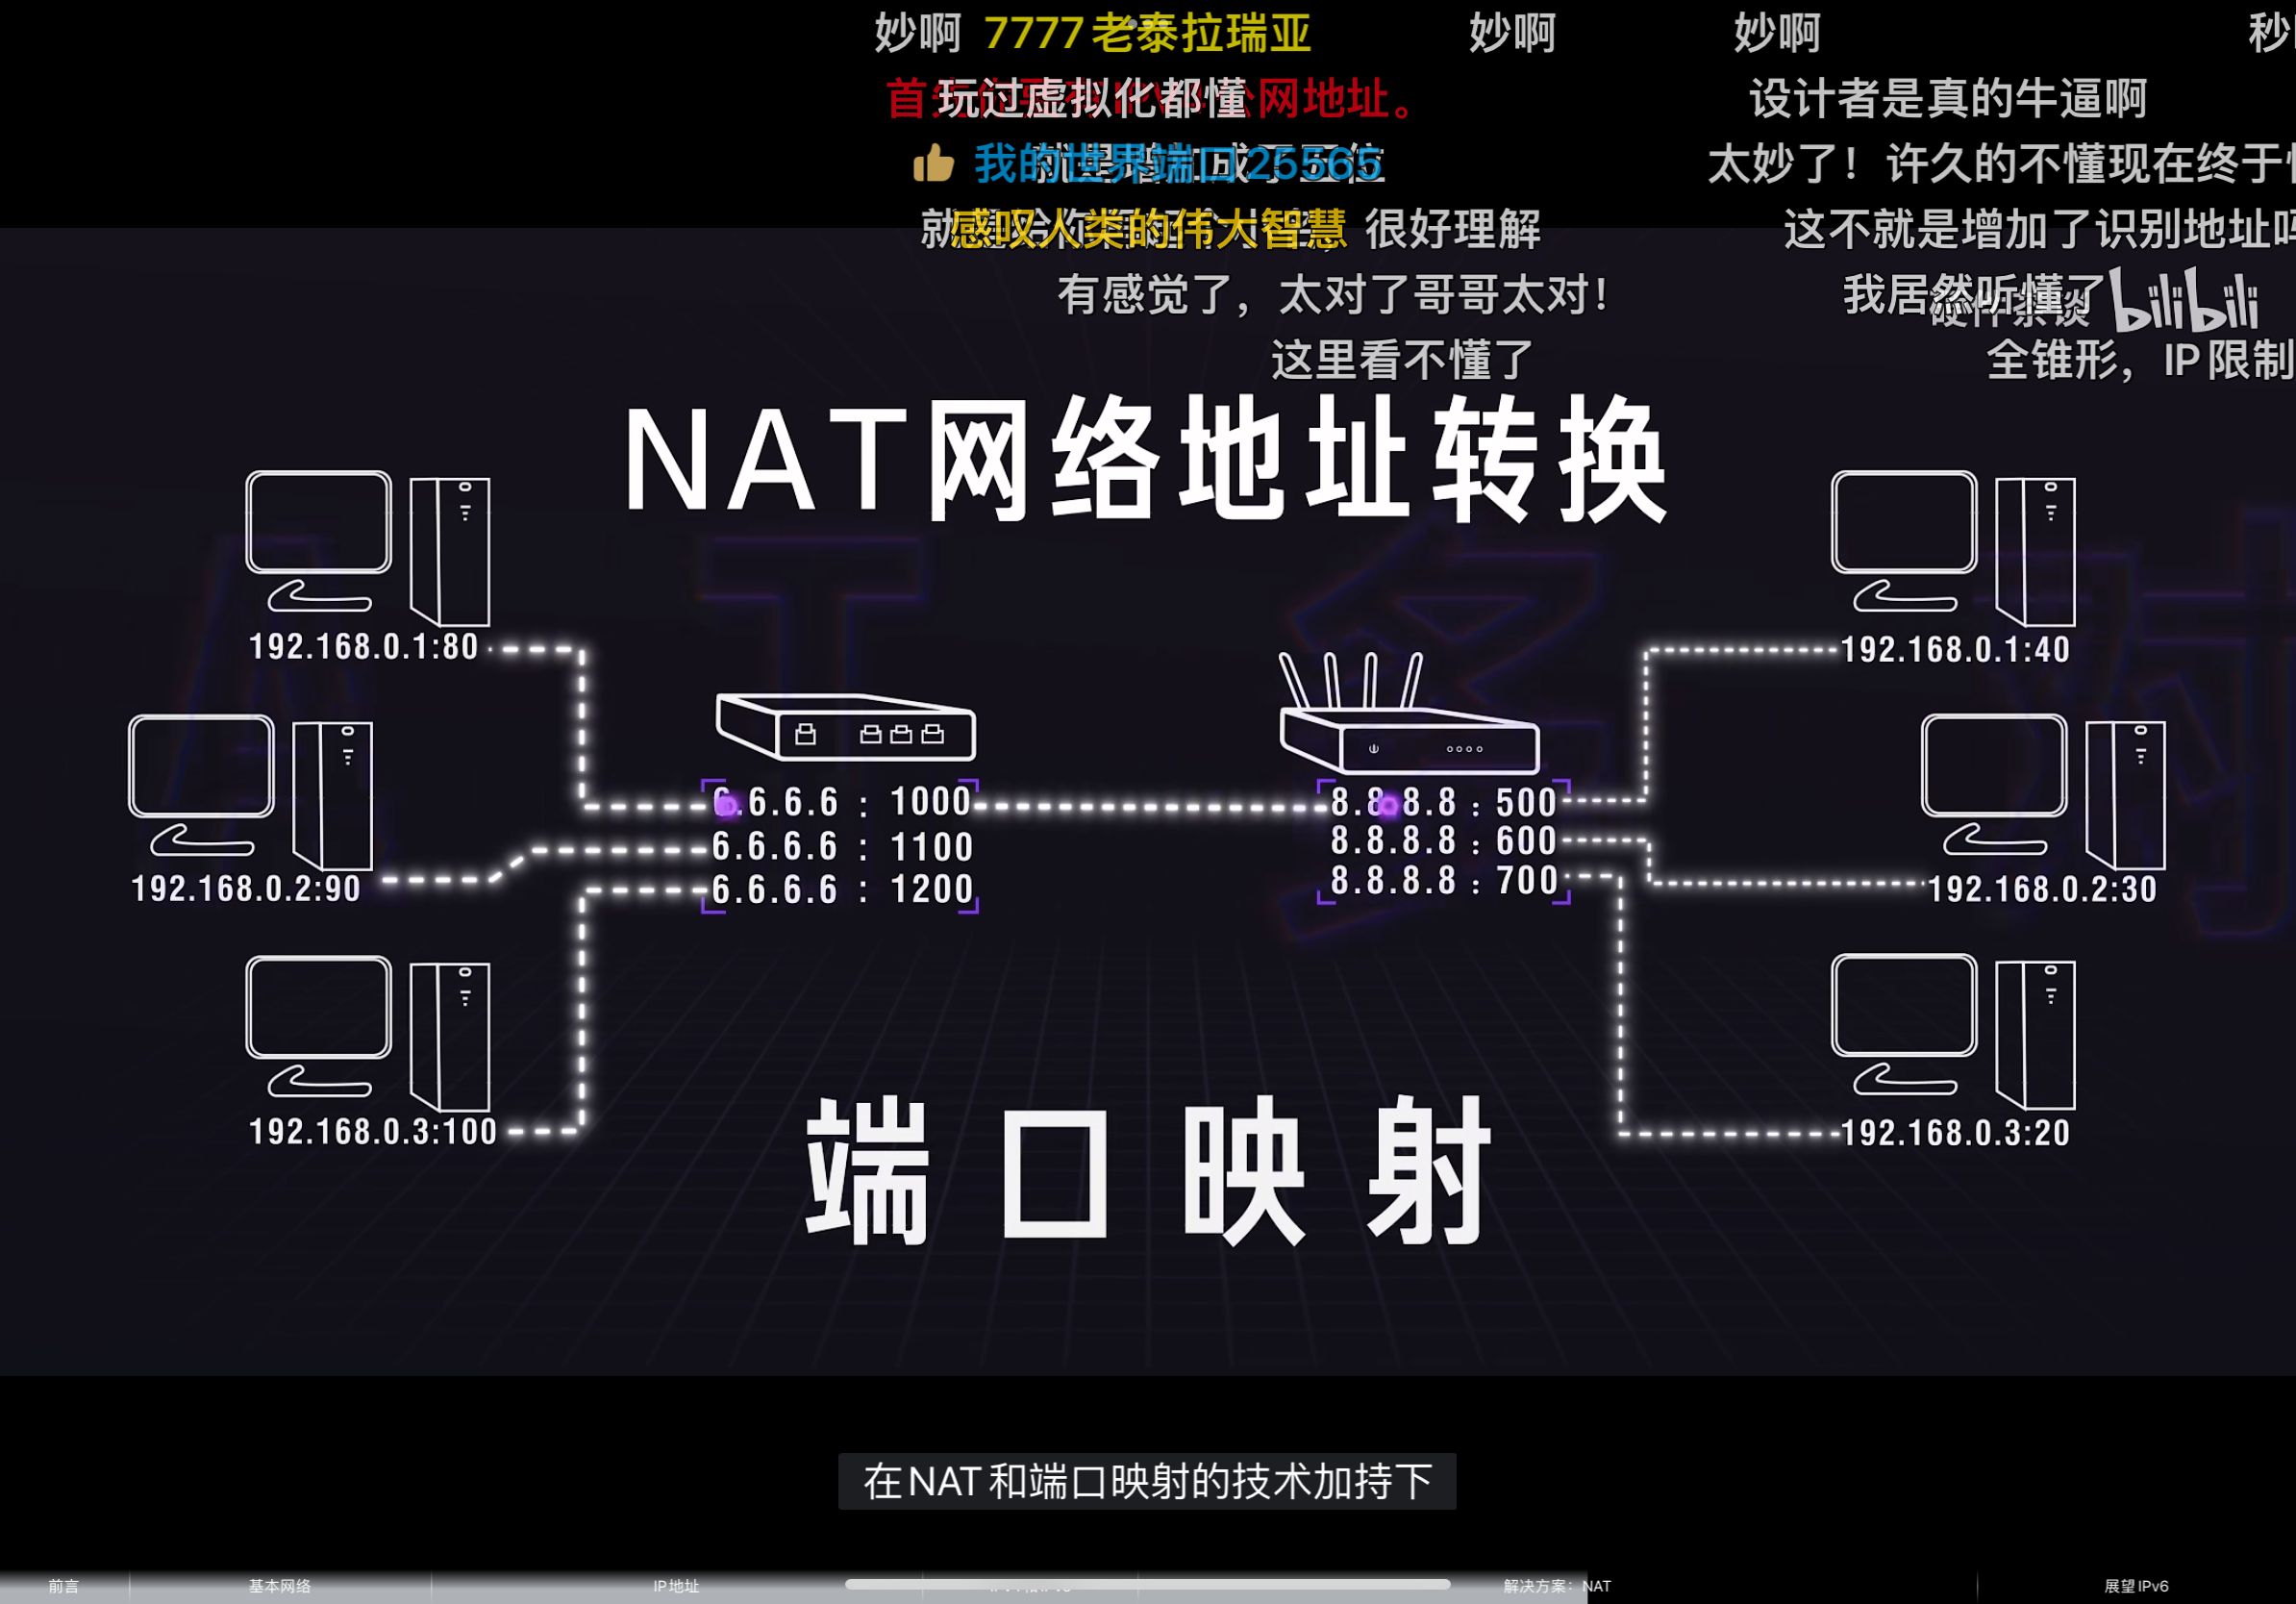 妙啊 7777老泰拉瑞亚 妙啊 妙啊
玩过虚拟化都懂 公网地址。 设计者是真的牛逼啊
我的世界端口25565 太妙了！许久的不懂现在终于
感叹人类的伟大智慧 很好理解 这不就是增加了识别地址
有感觉了，太对了哥哥太对！ 我居然听懂了 bilibili
这里看不懂了 全锥形，IP限制
NAT网络地址转换
192.168.0.1:80
192.168.0.1:40
6.6.6.6 : 1000
8.8.8.8 : 500
6.6.6.6 : 1100
8.8.8.8 : 600
6.6.6.6 : 1200
8.8.8.8 : 700
192.168.0.2:90
192.168.0.2:30
192.168.0.3:100
192.168.0.3:20
端口映射
在NAT和端口映射的技术加持下
前言 基本网络 IP地址 解决方案：NAT 展望IPv6